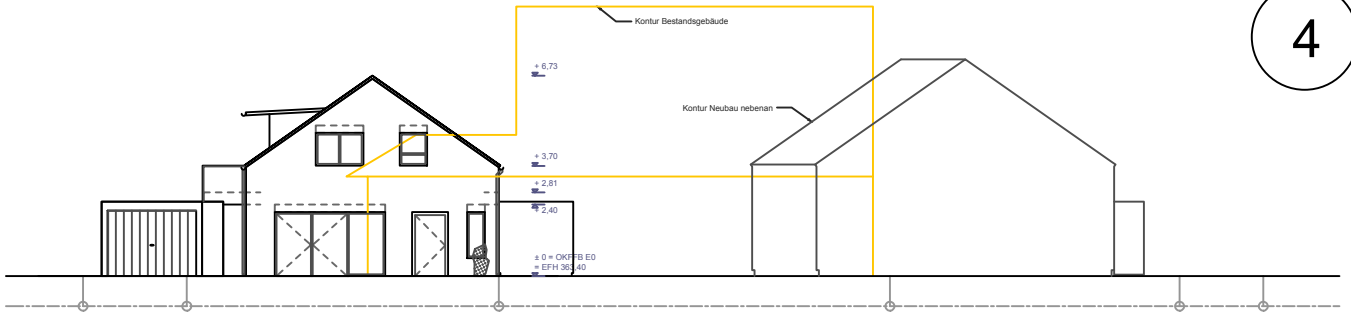 Kontur Bestandsgebäude
4
+ 6,73
Kontur Neubau nebenan
+ 3,70
+ 2,81
+ 2,40
± 0 = OKFFB E0
= EFH 363,40